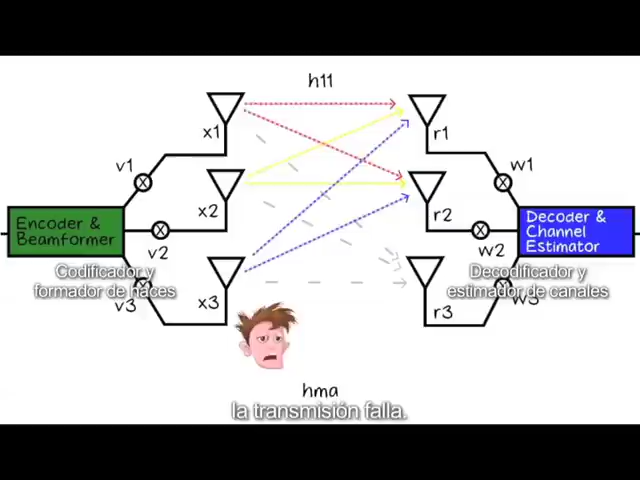 h11
x1
r1
v1
w1
x2
r2
Encoder &
Beamformer
v2
w2
Decoder &
Channel
Estimator
Codificador y
formador de haces
Decodificador y
estimador de canales
v3
x3
r3
w3
hma
la transmisión falla.